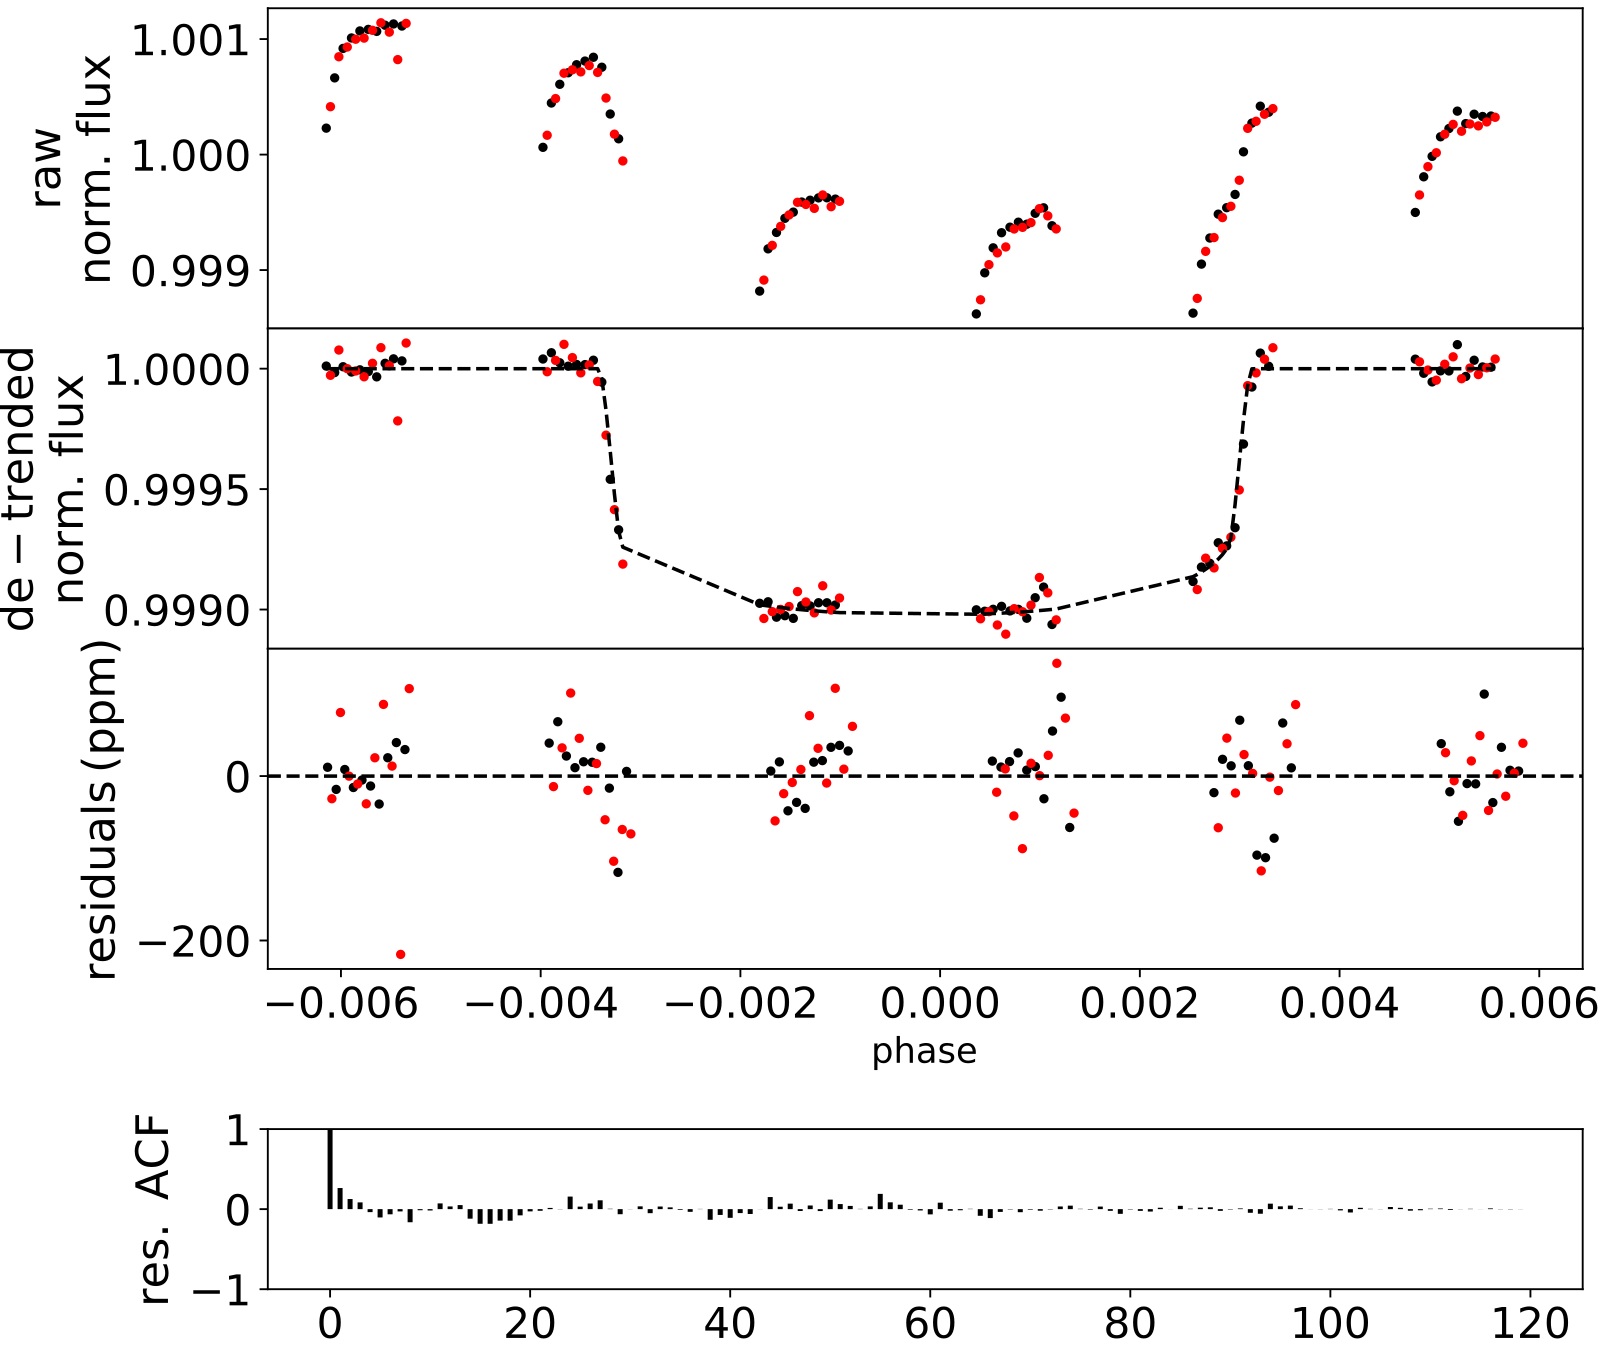 raw
norm. flux
1.001
1.000
0.999
de − trended
norm. flux
1.0000
0.9995
0.9990
residuals (ppm)
0
−200
−0.006 −0.004 −0.002 0.000 0.002 0.004 0.006
phase
res. ACF
1
0
−1
0 20 40 60 80 100 120